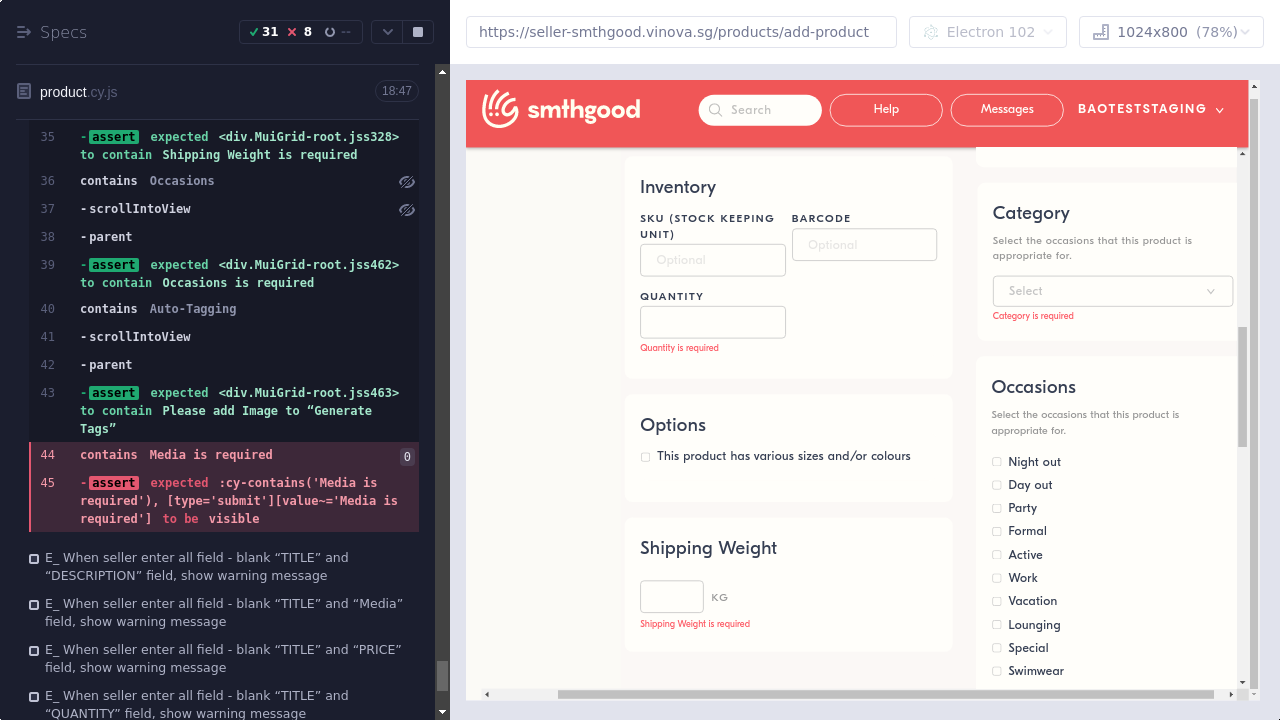 Specs
31 8 --
https://seller-smthgood.vinova.sg/products/add-product
Electron 102
1024x800 (78%)
product.cy.js
18:47
35 -assert expected <div.MuiGrid-root.jss328>
to contain Shipping Weight is required
36 contains Occasions
37 -scrollIntoView
38 -parent
39 -assert expected <div.MuiGrid-root.jss462>
to contain Occasions is required
40 contains Auto-Tagging
41 -scrollIntoView
42 -parent
43 -assert expected <div.MuiGrid-root.jss463>
to contain Please add Image to “Generate
Tags”
44 contains Media is required 0
45 -assert expected :cy-contains('Media is
required'), [type='submit'][value~='Media is
required'] to be visible
E_ When seller enter all field - blank “TITLE” and
“DESCRIPTION” field, show warning message
E_ When seller enter all field - blank “TITLE” and “Media”
field, show warning message
E_ When seller enter all field - blank “TITLE” and “PRICE”
field, show warning message
E_ When seller enter all field - blank “TITLE” and
“QUANTITY” field, show warning message
smthgood
Search
Help
Messages
BAOTESTSTAGING
Inventory
SKU (STOCK KEEPING
UNIT)
BARCODE
Optional
Optional
QUANTITY
Quantity is required
Options
This product has various sizes and/or colours
Shipping Weight
KG
Shipping Weight is required
Category
Select the occasions that this product is
appropriate for.
Select
Category is required
Occasions
Select the occasions that this product is
appropriate for.
Night out
Day out
Party
Formal
Active
Work
Vacation
Lounging
Special
Swimwear